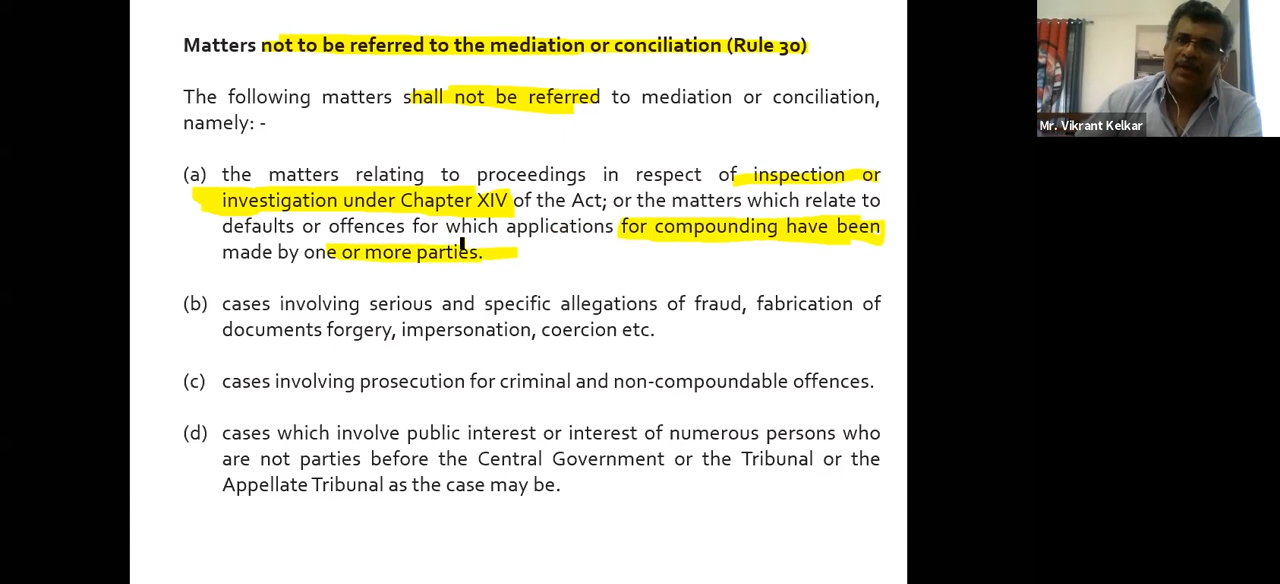 Matters not to be referred to the mediation or conciliation (Rule 30)
The following matters shall not be referred to mediation or conciliation,
namely: -
(a) the matters relating to proceedings in respect of inspection or
investigation under Chapter XIV of the Act; or the matters which relate to
defaults or offences for which applications for compounding have been
made by one or more parties.
(b) cases involving serious and specific allegations of fraud, fabrication of
documents forgery, impersonation, coercion etc.
(c) cases involving prosecution for criminal and non-compoundable offences.
(d) cases which involve public interest or interest of numerous persons who
are not parties before the Central Government or the Tribunal or the
Appellate Tribunal as the case may be.
Mr. Vikrant Kelkar